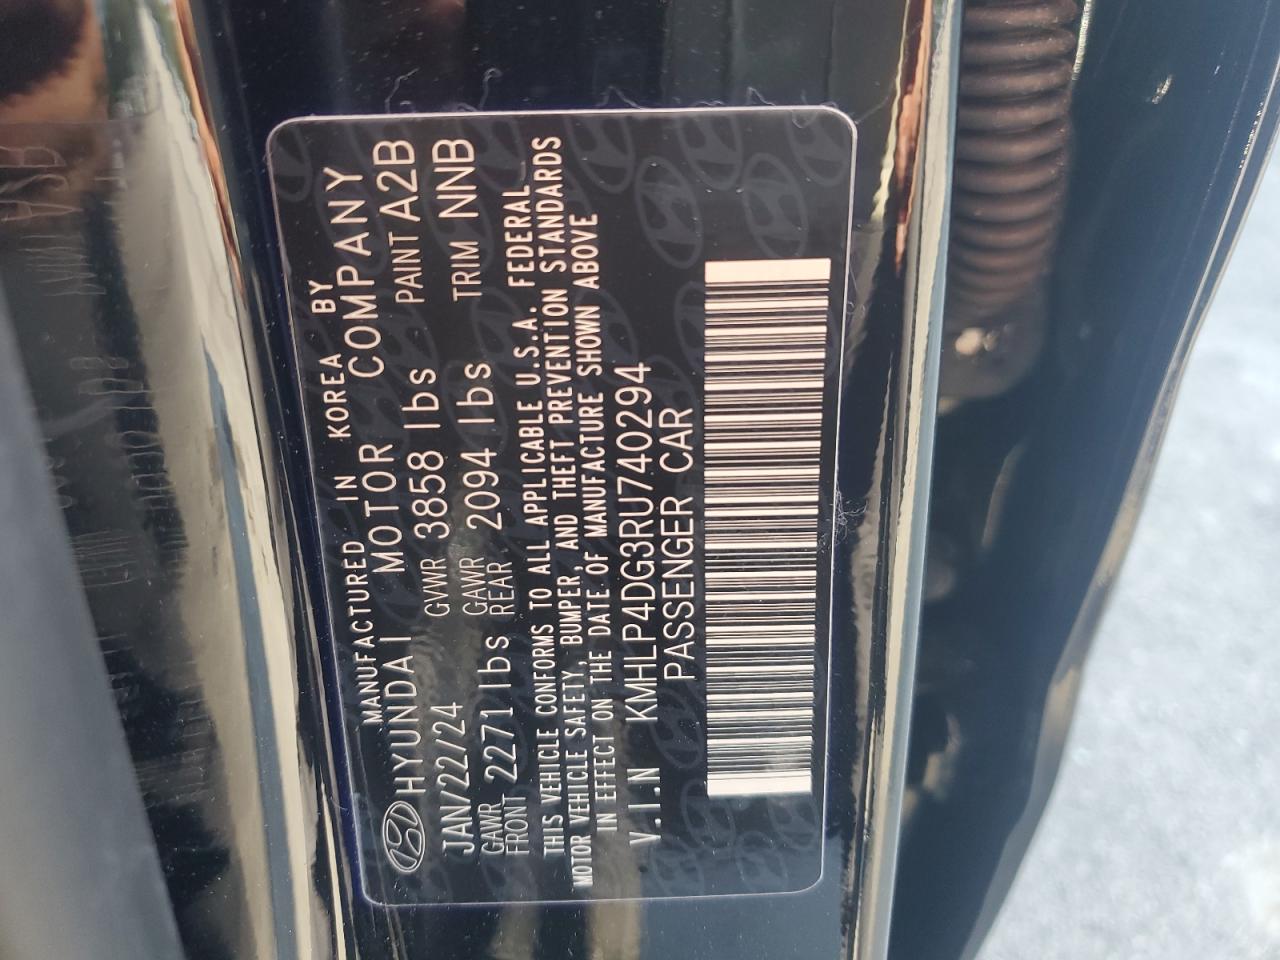 MANUFACTURED IN KOREA BY
HYUNDAI MOTOR COMPANY
JAN/22/24 GVWR 3858 lbs PAINT A2B
GAWR FRONT 2271 lbs GAWR REAR 2094 lbs TRIM NNB
THIS VEHICLE CONFORMS TO ALL APPLICABLE U.S.A. FEDERAL
MOTOR VEHICLE SAFETY, BUMPER, AND THEFT PREVENTION STANDARDS
IN EFFECT ON THE DATE OF MANUFACTURE SHOWN ABOVE
V.I.N KMHLP4DG3RU740294
PASSENGER CAR